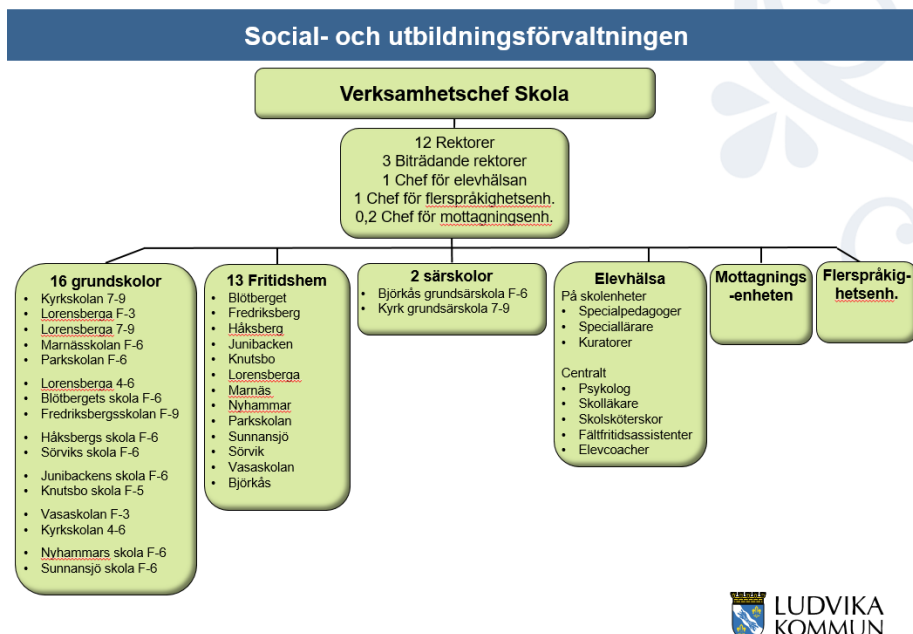 Social- och utbildningsförvaltningen
Verksamhetschef Skola
12 Rektorer
3 Biträdande rektorer
1 Chef för elevhälsan
1 Chef för flerspråkighetsenh.
0,2 Chef för mottagningsenh.
16 grundskolor
• Kyrkskolan 7-9
• Lorensberga F-3
• Lorensberga 7-9
• Marnässkolan F-6
• Parkskolan F-6
• Lorensberga 4-6
• Blötbergets skola F-6
• Fredriksbergsskolan F-9
• Håksbergs skola F-6
• Sörviks skola F-6
• Junibackens skola F-6
• Knutsbo skola F-5
• Vasaskolan F-3
• Kyrkskolan 4-6
• Nyhammars skola F-6
• Sunnansjö skola F-6
13 Fritidshem
• Blötberget
• Fredriksberg
• Håksberg
• Junibacken
• Knutsbo
• Lorensberga
• Marnäs
• Nyhammar
• Parkskolan
• Sunnansjö
• Sörvik
• Vasaskolan
• Björkås
2 särskolor
• Björkås grundsärskola F-6
• Kyrk grundsärskola 7-9
Elevhälsa
På skolenheter
• Specialpedagoger
• Speciallärare
• Kuratorer
Centralt
• Psykolog
• Skolläkare
• Skolsköterskor
• Fältfritidsassistenter
• Elevcoacher
Mottagnings
-enheten
Flerspråkig-
hetsenh.
LUDVIKA
KOMMUN